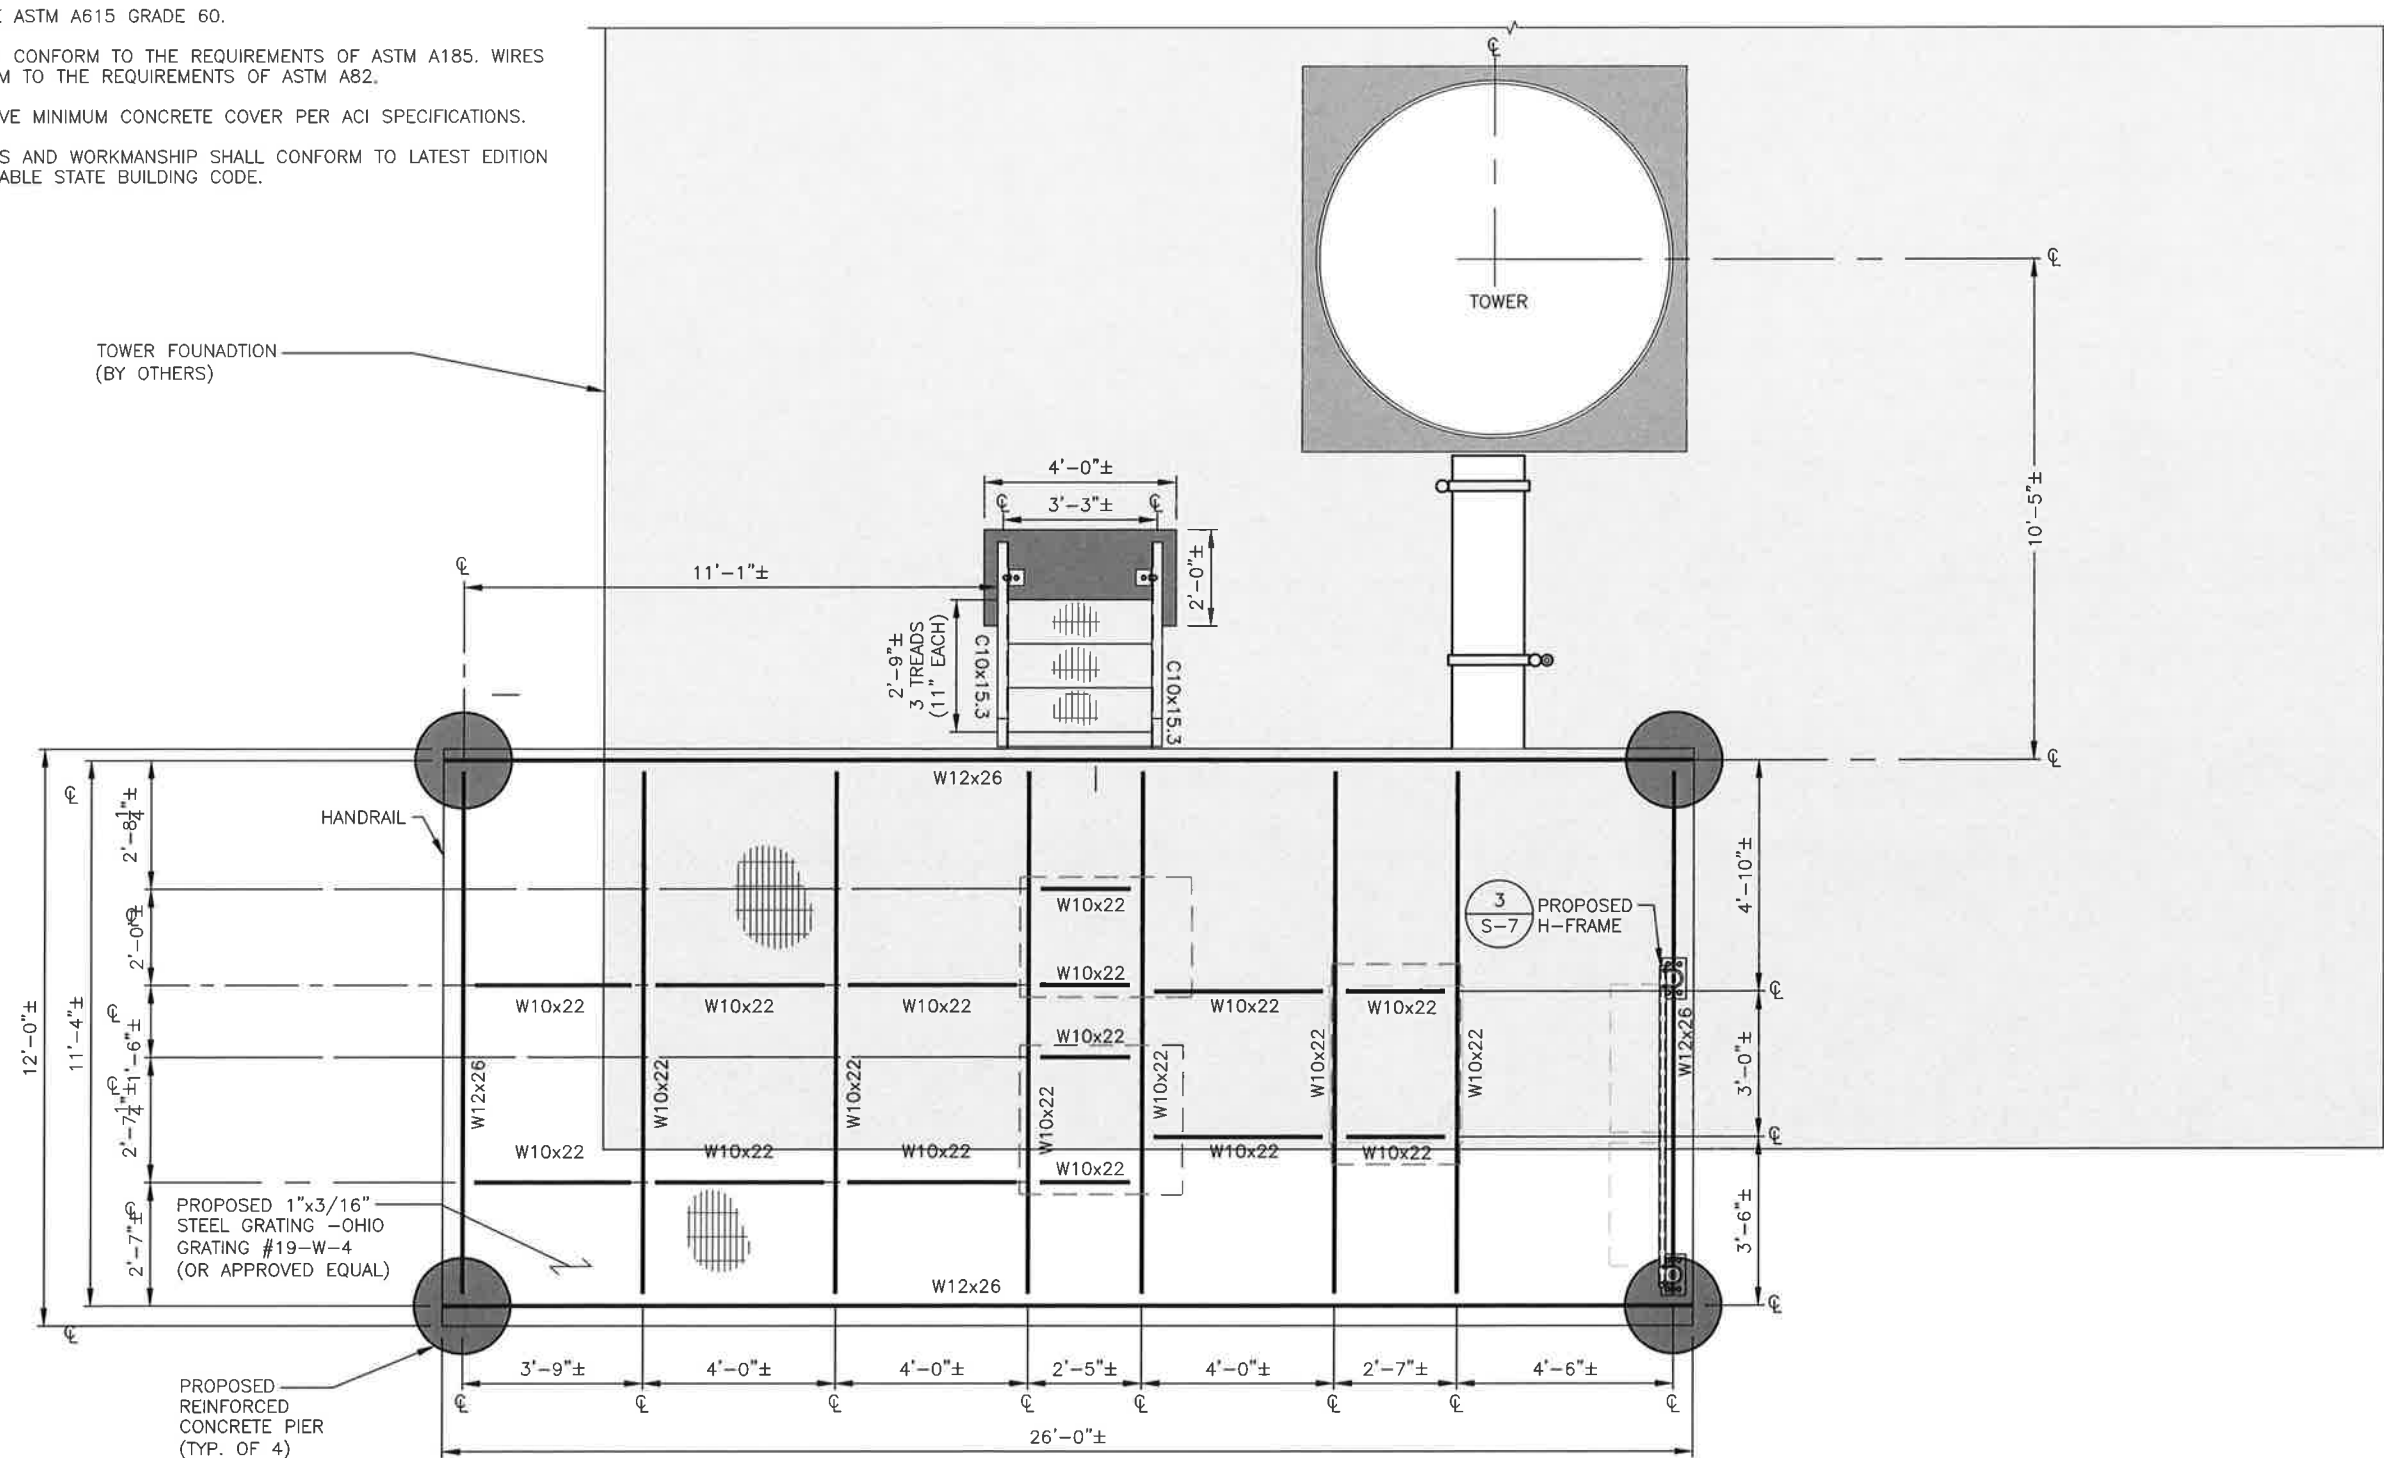 ASTM A615 GRADE 60.
CONFORM TO THE REQUIREMENTS OF ASTM A185. WIRES
TO THE REQUIREMENTS OF ASTM A82.
MINIMUM CONCRETE COVER PER ACI SPECIFICATIONS.
AND WORKMANSHIP SHALL CONFORM TO LATEST EDITION
STATE BUILDING CODE.
℄
TOWER
℄
TOWER FOUNADTION
(BY OTHERS)
10'-5"±
4'-0"±
℄ 3'-3"± ℄
2'-0"±
℄
11'-1"±
2'-9"±
3 TREADS
(11" EACH)
C10x15.3
C10x15.3
℄
W12x26
HANDRAIL
℄
2'-8¼"±
4'-10"±
W10x22
3
S-7
PROPOSED
H-FRAME
℄
2'-0"±
W10x22
W10x22
W10x22
W10x22
W10x22
W10x22
℄
12'-0"±
11'-4"±
℄
1'-6"±
W10x22
W12x26
W12x26
W10x22
W10x22
W10x22
W10x22
W10x22
W10x22
3'-0"±
℄
2'-7¼"±
℄
W10x22
W10x22
W10x22
W10x22
W10x22
W10x22
℄
2'-7"±
3'-6"±
PROPOSED 1"x3/16"
STEEL GRATING -OHIO
GRATING #19-W-4
(OR APPROVED EQUAL)
W12x26
℄
℄
3'-9"± 4'-0"± 4'-0"± 2'-5"± 4'-0"± 2'-7"± 4'-6"±
℄ ℄ ℄ ℄ ℄ ℄ ℄ ℄
PROPOSED
REINFORCED
CONCRETE PIER
(TYP. OF 4)
26'-0"±